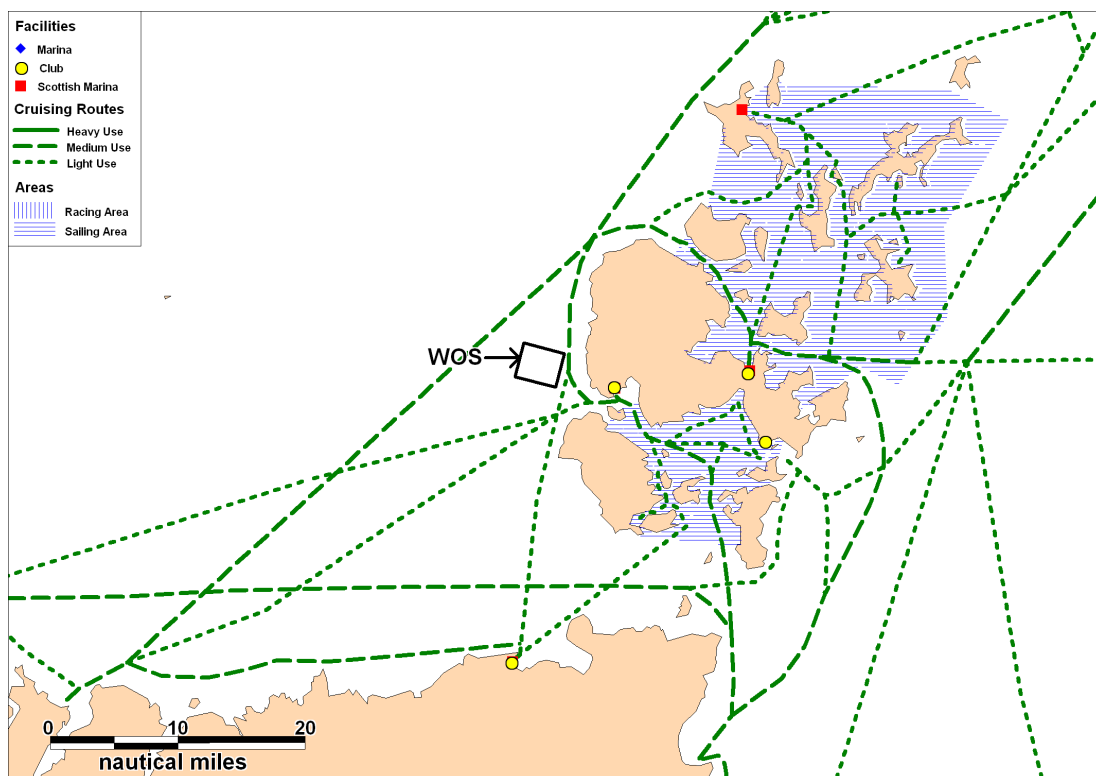 Facilities
Marina
Club
Scottish Marina
Cruising Routes
Heavy Use
Medium Use
Light Use
Areas
Racing Area
Sailing Area
WOS
0 10 20
nautical miles